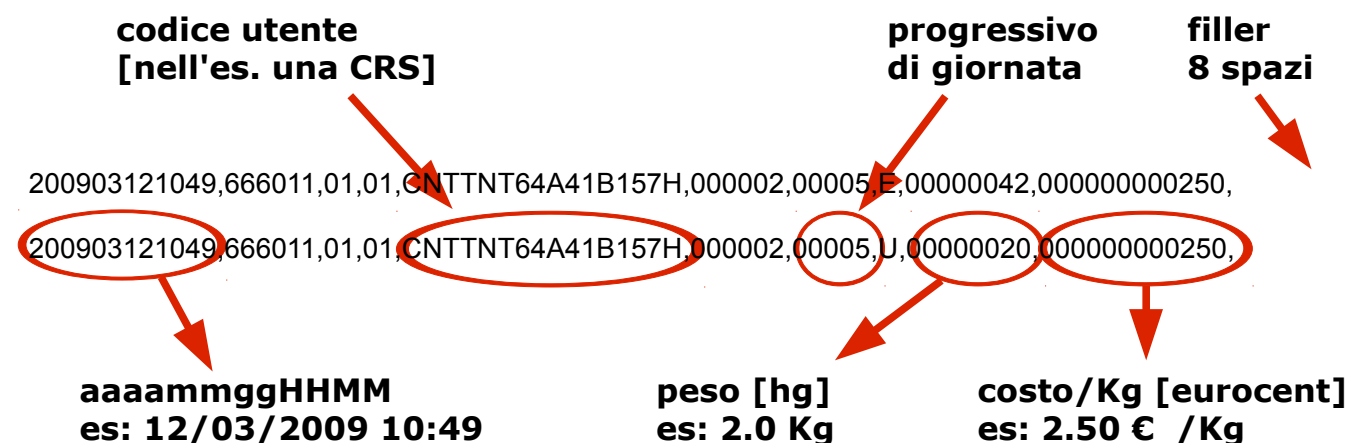 codice utente
[nell'es. una CRS]
progressivo
di giornata
filler
8 spazi
200903121049,666011,01,01,CNTTNT64A41B157H,000002,00005,E,00000042,000000000250,
200903121049,666011,01,01,CNTTNT64A41B157H,000002,00005,U,00000020,000000000250,
aaaammggHHMM
es: 12/03/2009 10:49
peso [hg]
es: 2.0 Kg
costo/Kg [eurocent]
es: 2.50 € /Kg